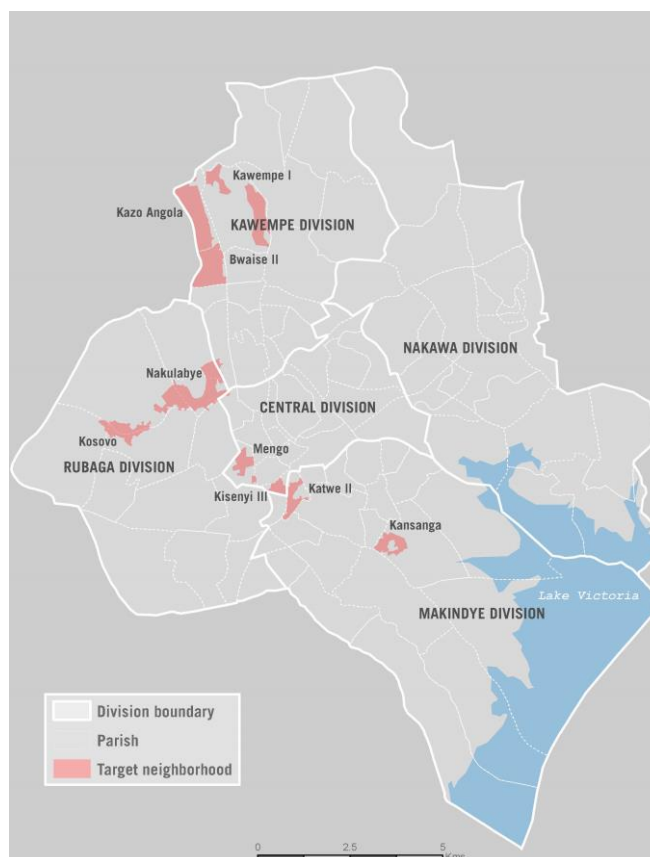 Kawempe I
Kazo Angola
KAWEMPE DIVISION
Bwaise II
NAKAWA DIVISION
Nakulabye
CENTRAL DIVISION
Kosovo
Mengo
RUBAGA DIVISION
Kisenyi III
Katwe II
Kansanga
Lake Victoria
MAKINDYE DIVISION
Division boundary
Parish
Target neighborhood
0 2.5 5
Kms